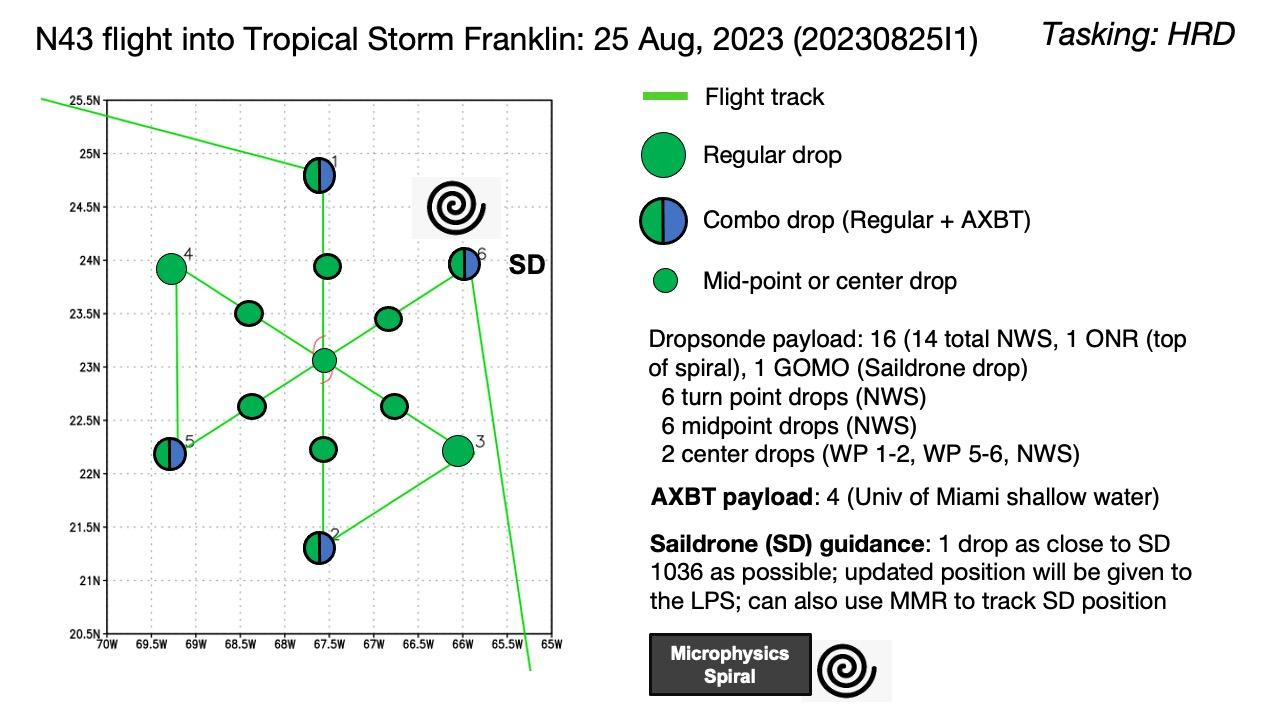 N43 flight into Tropical Storm Franklin: 25 Aug, 2023 (20230825I1)
Tasking: HRD
25.5N
25N
24.5N
24N
23.5N
23N
22.5N
22N
21.5N
21N
20.5N
70W 69.5W 69W 68.5W 68W 67.5W 67W 66.5W 66W 65.5W 65W
1
4
6
SD
5
3
2
Flight track
Regular drop
Combo drop (Regular + AXBT)
Mid-point or center drop
Dropsonde payload: 16 (14 total NWS, 1 ONR (top
of spiral), 1 GOMO (Saildrone drop)
6 turn point drops (NWS)
6 midpoint drops (NWS)
2 center drops (WP 1-2, WP 5-6, NWS)
AXBT payload: 4 (Univ of Miami shallow water)
Saildrone (SD) guidance: 1 drop as close to SD
1036 as possible; updated position will be given to
the LPS; can also use MMR to track SD position
Microphysics
Spiral